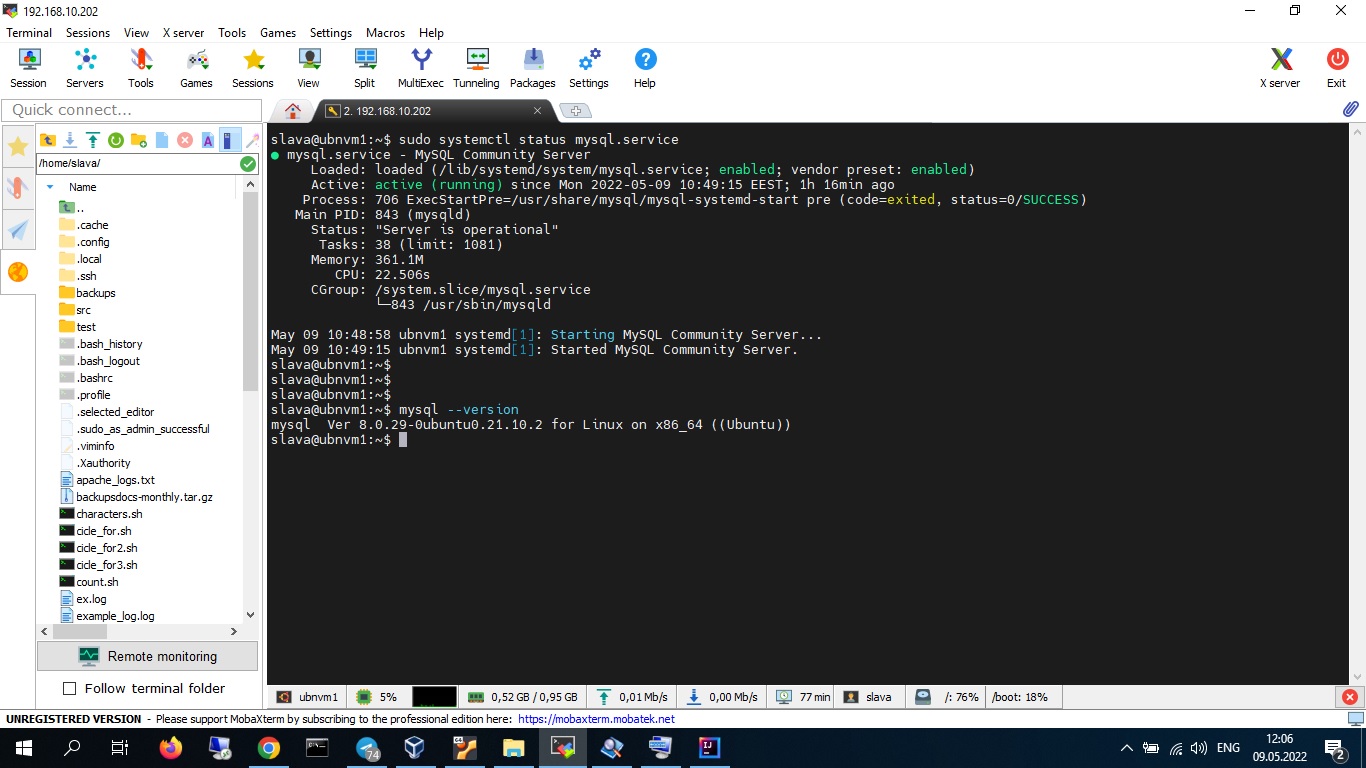 192.168.10.202
Terminal Sessions View X server Tools Games Settings Macros Help
Session Servers Tools Games Sessions View Split MultiExec Tunneling Packages Settings Help X server Exit
Quick connect...
2. 192.168.10.202
/home/slava/
Name
..
.cache
.config
.local
.ssh
backups
src
test
.bash_history
.bash_logout
.bashrc
.profile
.selected_editor
.sudo_as_admin_successful
.viminfo
.Xauthority
apache_logs.txt
backupsdocs-monthly.tar.gz
characters.sh
cicle_for.sh
cicle_for2.sh
cicle_for3.sh
count.sh
ex.log
example_log.log
Remote monitoring
Follow terminal folder
slava@ubnvm1:~$ sudo systemctl status mysql.service
● mysql.service - MySQL Community Server
Loaded: loaded (/lib/systemd/system/mysql.service; enabled; vendor preset: enabled)
Active: active (running) since Mon 2022-05-09 10:49:15 EEST; 1h 16min ago
Process: 706 ExecStartPre=/usr/share/mysql/mysql-systemd-start pre (code=exited, status=0/SUCCESS)
Main PID: 843 (mysqld)
Status: "Server is operational"
Tasks: 38 (limit: 1081)
Memory: 361.1M
CPU: 22.506s
CGroup: /system.slice/mysql.service
└─843 /usr/sbin/mysqld
May 09 10:48:58 ubnvm1 systemd[1]: Starting MySQL Community Server...
May 09 10:49:15 ubnvm1 systemd[1]: Started MySQL Community Server.
slava@ubnvm1:~$
slava@ubnvm1:~$
slava@ubnvm1:~$
slava@ubnvm1:~$ mysql --version
mysql  Ver 8.0.29-0ubuntu0.21.10.2 for Linux on x86_64 ((Ubuntu))
slava@ubnvm1:~$
ubnvm1 5% 0,52 GB / 0,95 GB 0,01 Mb/s 0,00 Mb/s 77 min slava /: 76% /boot: 18%
UNREGISTERED VERSION - Please support MobaXterm by subscribing to the professional edition here: https://mobaxterm.mobatek.net
74
ENG
12:06
09.05.2022
2